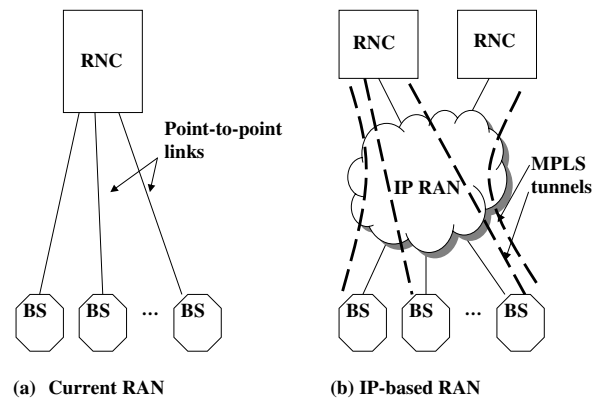 RNC
Point-to-point
links
BS
BS
...
BS
(a) Current RAN
RNC
RNC
IP RAN
MPLS
tunnels
BS
BS
...
BS
(b) IP-based RAN